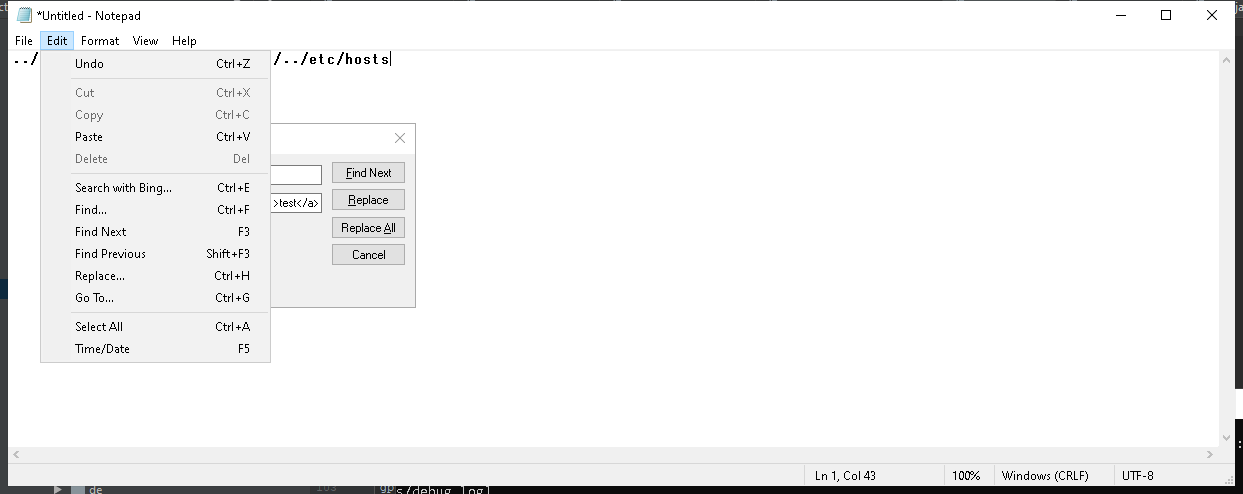 *Untitled - Notepad
File Edit Format View Help
../ /../etc/hosts
Undo Ctrl+Z
Cut Ctrl+X
Copy Ctrl+C
Paste Ctrl+V
Delete Del
Search with Bing... Ctrl+E
Find... Ctrl+F
Find Next F3
Find Previous Shift+F3
Replace... Ctrl+H
Go To... Ctrl+G
Select All Ctrl+A
Time/Date F5
Find Next
>test</a> Replace
Replace All
Cancel
Ln 1, Col 43 100% Windows (CRLF) UTF-8
de
s/debug.log]